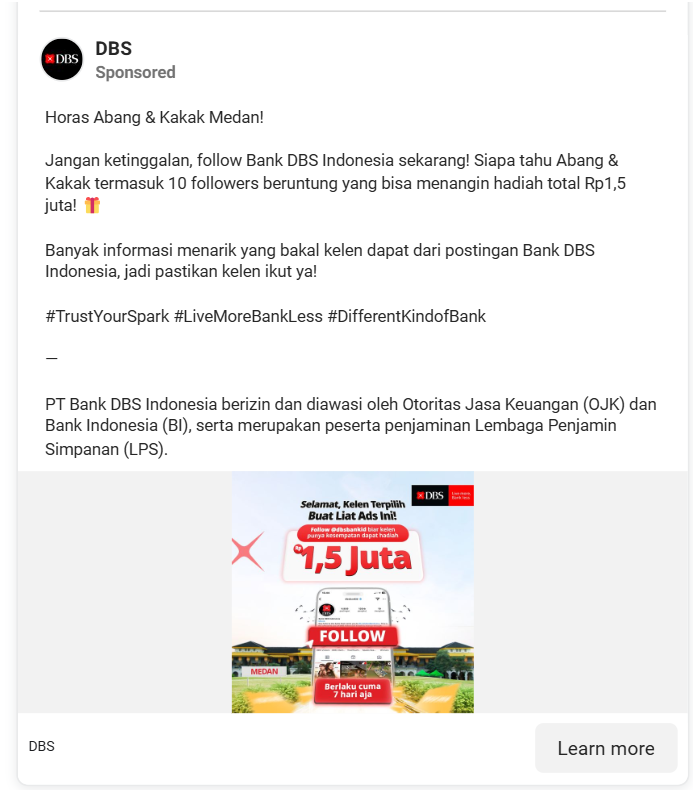 DBS
DBS
Sponsored
Horas Abang & Kakak Medan!
Jangan ketinggalan, follow Bank DBS Indonesia sekarang! Siapa tahu Abang &
Kakak termasuk 10 followers beruntung yang bisa menangin hadiah total Rp1,5
juta! 🎁
Banyak informasi menarik yang bakal kelen dapat dari postingan Bank DBS
Indonesia, jadi pastikan kelen ikut ya!
#TrustYourSpark #LiveMoreBankLess #DifferentKindofBank
—
PT Bank DBS Indonesia berizin dan diawasi oleh Otoritas Jasa Keuangan (OJK) dan
Bank Indonesia (BI), serta merupakan peserta penjaminan Lembaga Penjamin
Simpanan (LPS).
DBS
Live more,
Bank less
Selamat, Kelen Terpilih
Buat Liat Ads Ini!
Follow @dbsbankid biar kelen
punya kesempatan dapat hadiah
1,5 Juta
FOLLOW
MEDAN
Berlaku cuma
7 hari aja
DBS
Learn more